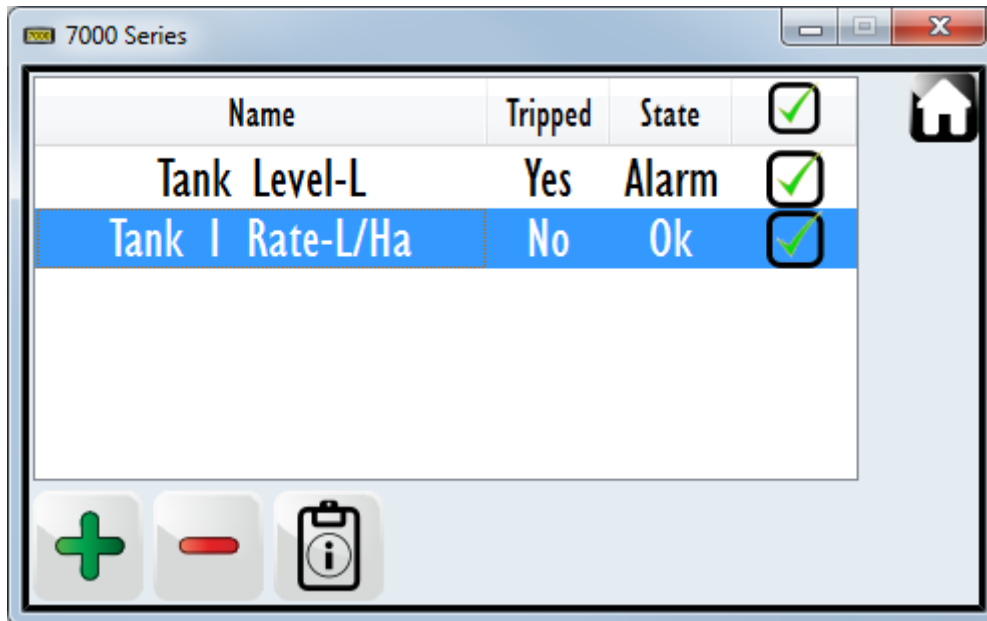 7000 Series
Name Tripped State
Tank Level-L Yes Alarm
Tank 1 Rate-L/Ha No Ok
i